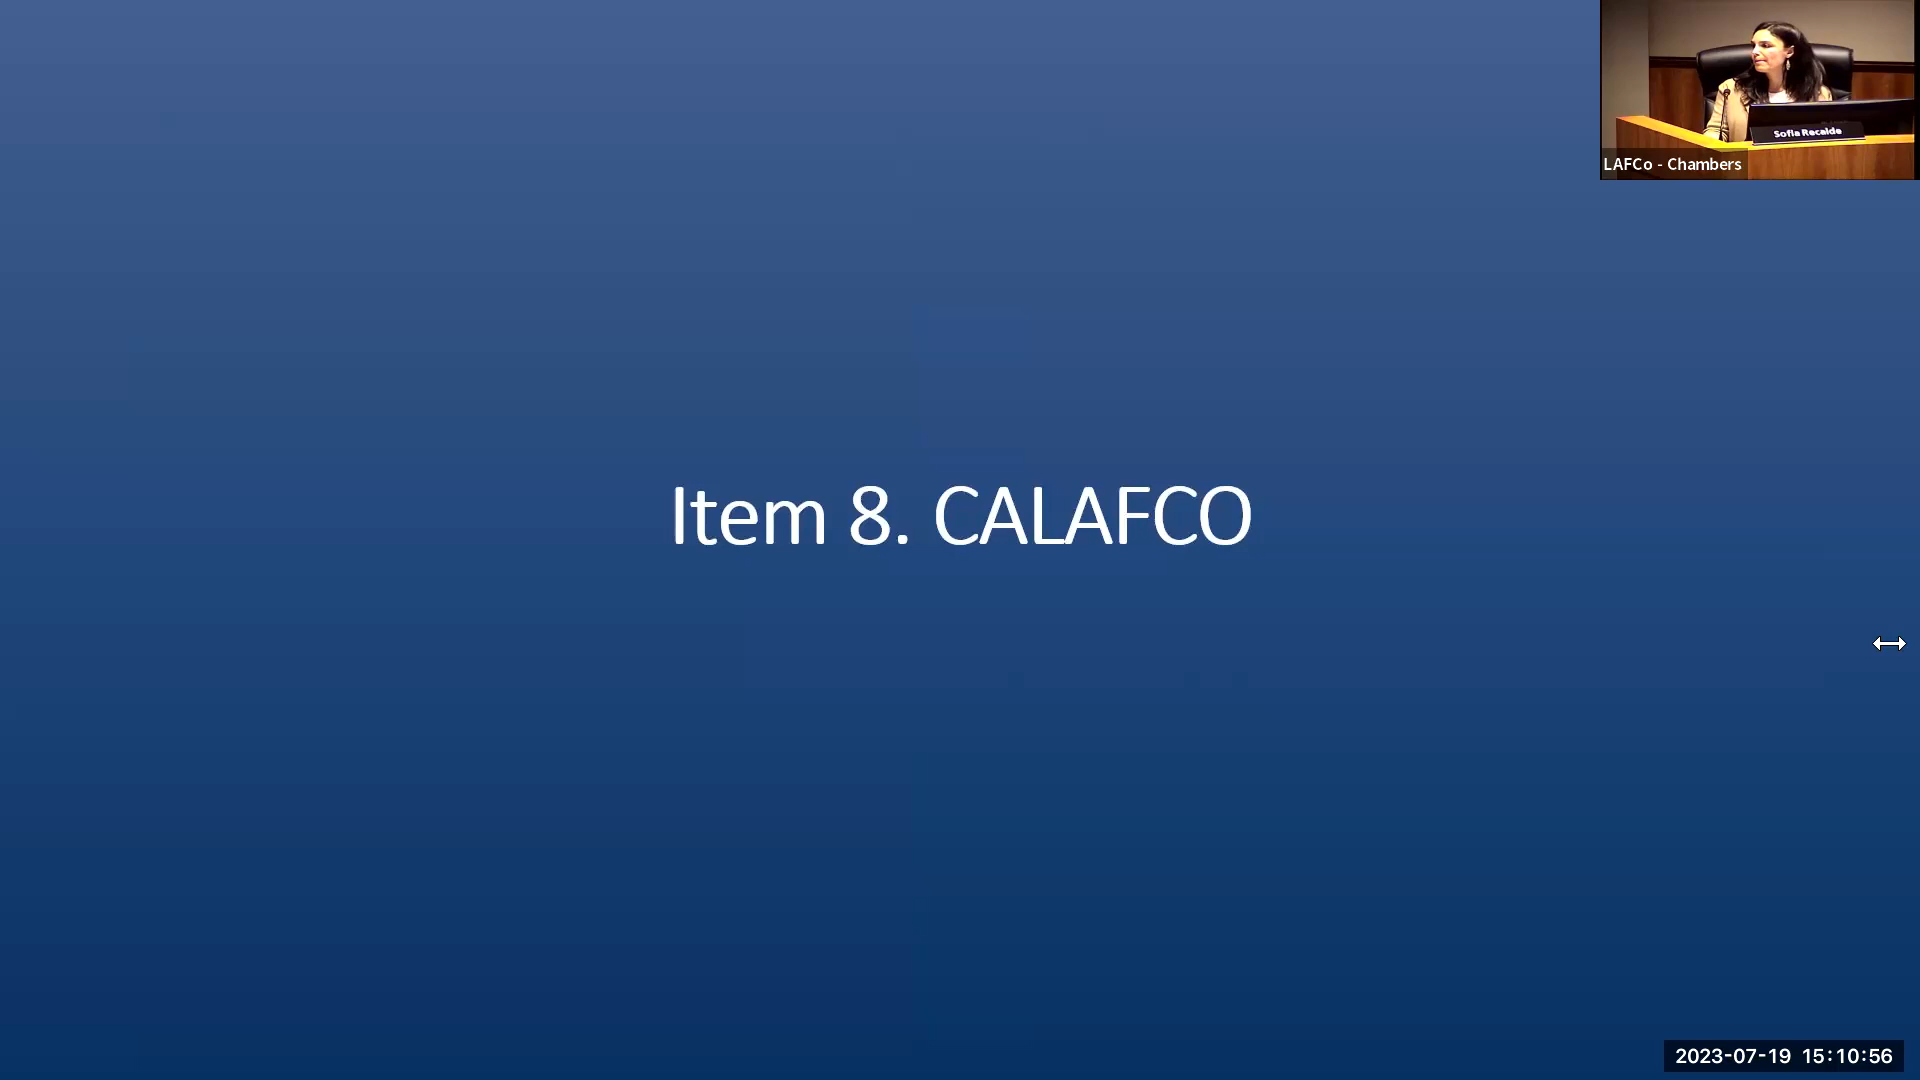 Sofia Recalde
LAFCo - Chambers
Item 8. CALAFCO
2023-07-19 15:10:56